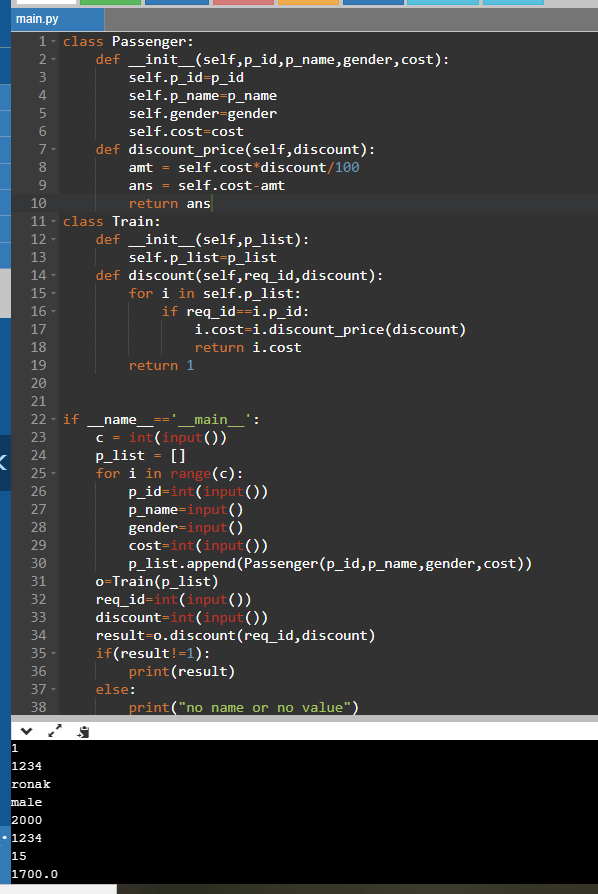 main.py
1 class Passenger:
2 def __init__(self,p_id,p_name,gender,cost):
3 self.p_id=p_id
4 self.p_name=p_name
5 self.gender=gender
6 self.cost=cost
7 def discount_price(self,discount):
8 amt = self.cost*discount/100
9 ans = self.cost-amt
10 return ans
11 class Train:
12 def __init__(self,p_list):
13 self.p_list=p_list
14 def discount(self,req_id,discount):
15 for i in self.p_list:
16 if req_id==i.p_id:
17 i.cost=i.discount_price(discount)
18 return i.cost
19 return 1
20
21
22 if __name__=='__main__':
23 c = int(input())
24 p_list = []
25 for i in range(c):
26 p_id=int(input())
27 p_name=input()
28 gender=input()
29 cost=int(input())
30 p_list.append(Passenger(p_id,p_name,gender,cost))
31 o=Train(p_list)
32 req_id=int(input())
33 discount=int(input())
34 result=o.discount(req_id,discount)
35 if(result!=1):
36 print(result)
37 else:
38 print("no name or no value")
1
1234
ronak
male
2000
1234
15
1700.0